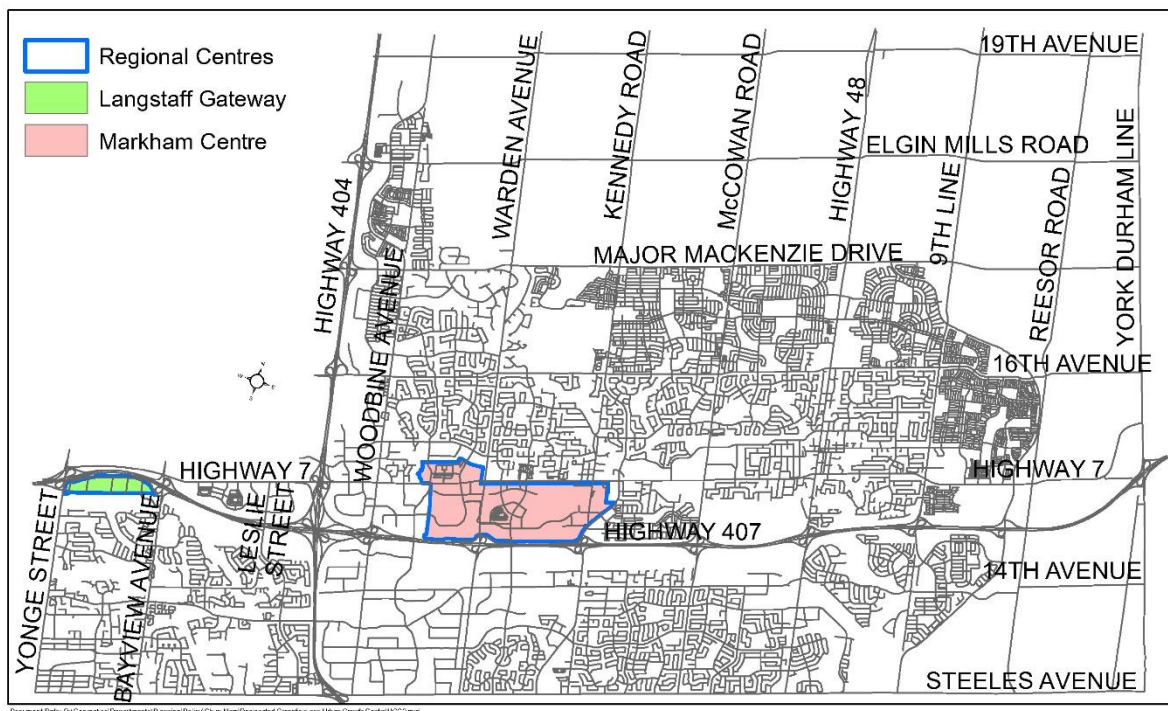 Regional Centres
Langstaff Gateway
Markham Centre
19TH AVENUE
ELGIN MILLS ROAD
MAJOR MACKENZIE DRIVE
16TH AVENUE
HIGHWAY 7
HIGHWAY 7
HIGHWAY 407
14TH AVENUE
STEELES AVENUE
YONGE STREET
BAYVIEW AVENUE
LESLIE
STREET
HIGHWAY 404
WOODBINE AVENUE
WARDEN AVENUE
KENNEDY ROAD
McCOWAN ROAD
HIGHWAY 48
9TH LINE
REESOR ROAD
YORK DURHAM LINE